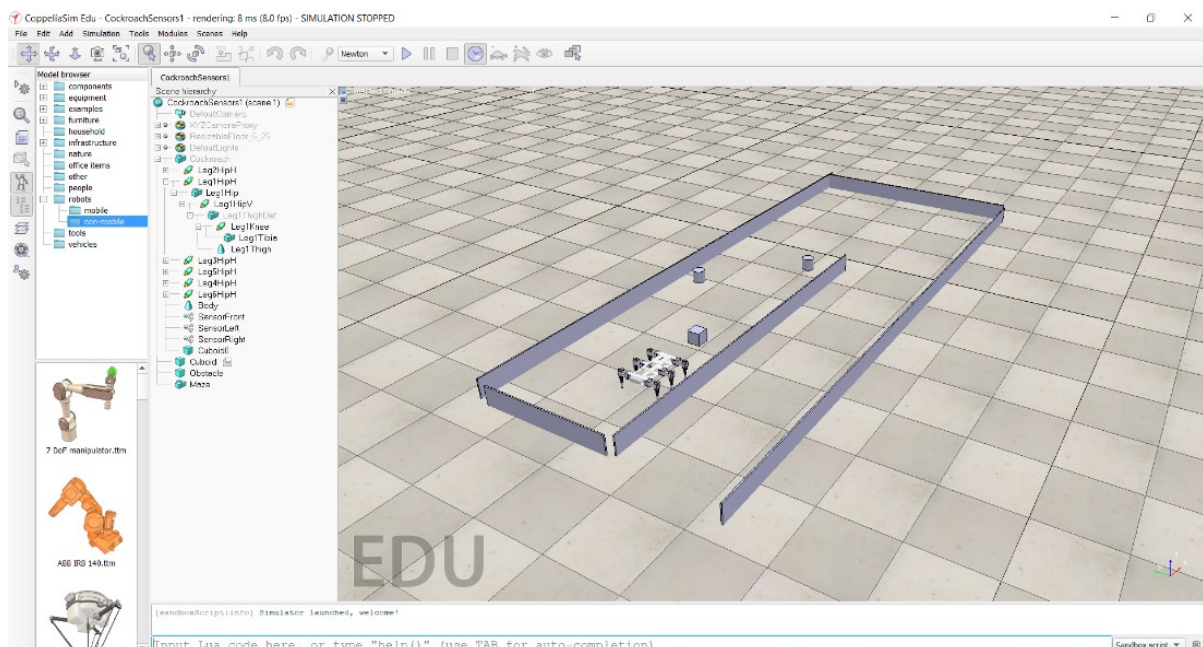 CoppeliaSim Edu - CockroachSensors1 - rendering: 8 ms (8.0 fps) - SIMULATION STOPPED
File Edit Add Simulation Tools Modules Scenes Help
Newton
Model browser
components
equipment
examples
furniture
household
infrastructure
nature
office items
other
people
robots
mobile
non-mobile
tools
vehicles
7 DoF manipulator.ttm
ABB IRB 140.ttm
CockroachSensors1
Scene hierarchy
CockroachSensors1 (scene 1)
DefaultCamera
XYZCameraProxy
ResizableFloor_5_25
DefaultLights
Cockroach
Leg2HipH
Leg1HipH
Leg1Hip
Leg1HipV
Leg1ThighDef
Leg1Knee
Leg1Tibia
Leg1Thigh
Leg3HipH
Leg5HipH
Leg4HipH
Leg6HipH
Body
SensorFront
SensorLeft
SensorRight
Cuboid0
Cuboid
Obstacle
Maze
EDU
[sandboxScript:info] Simulator launched, welcome!
Input Lua code here, or type "help()" (use TAB for auto-completion)
Sandbox script